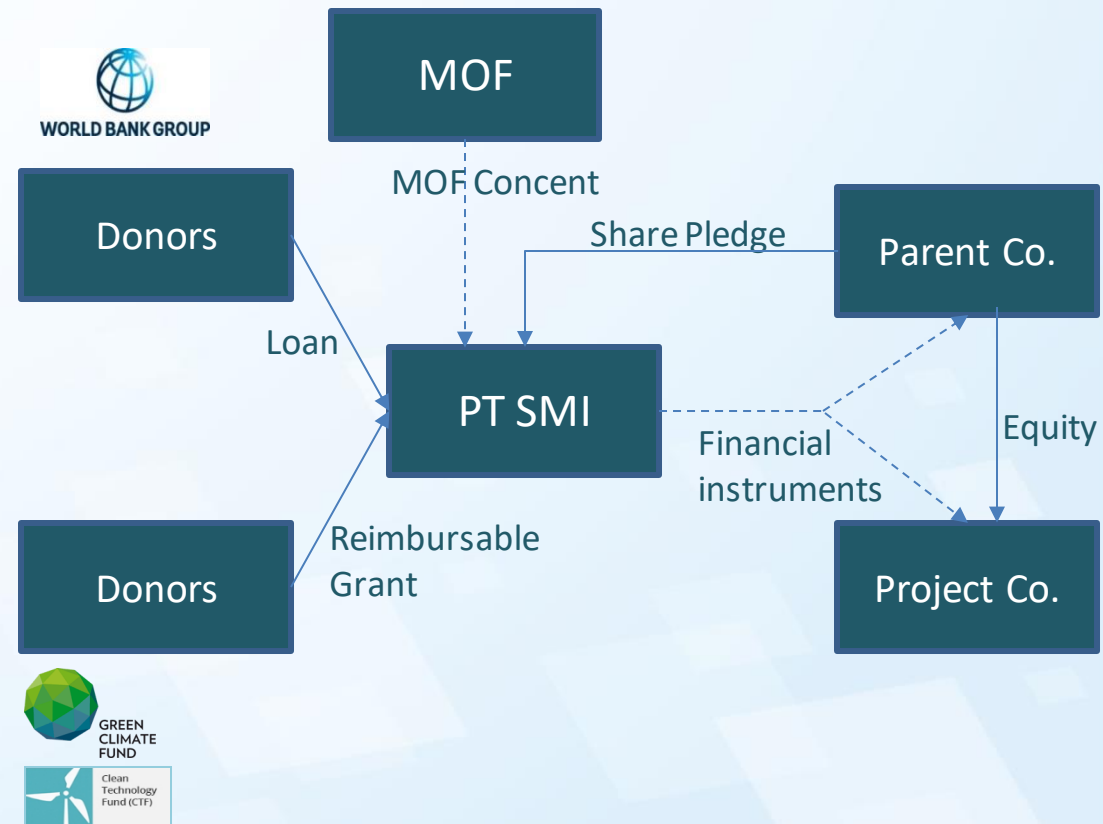 MOF
WORLD BANK GROUP
MOF Concent
Donors
Share Pledge
Parent Co.
Loan
PT SMI
Financial
instruments
Equity
Reimbursable
Grant
Donors
Project Co.
GREEN
CLIMATE
FUND
Clean
Technology
Fund (CTF)